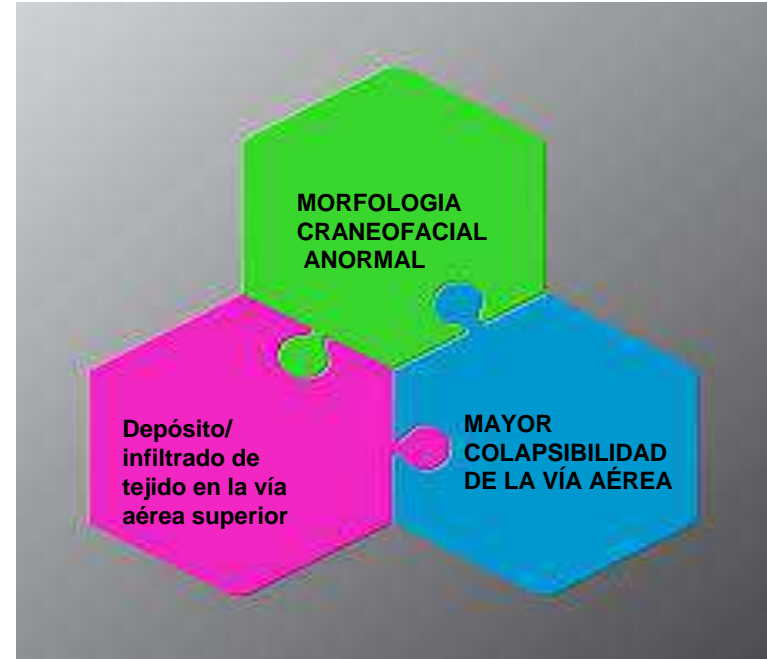 MORFOLOGIA
CRANEOFACIAL
ANORMAL
Depósito/
infiltrado de
tejido en la vía
aérea superior
MAYOR
COLAPSIBILIDAD
DE LA VÍA AÉREA